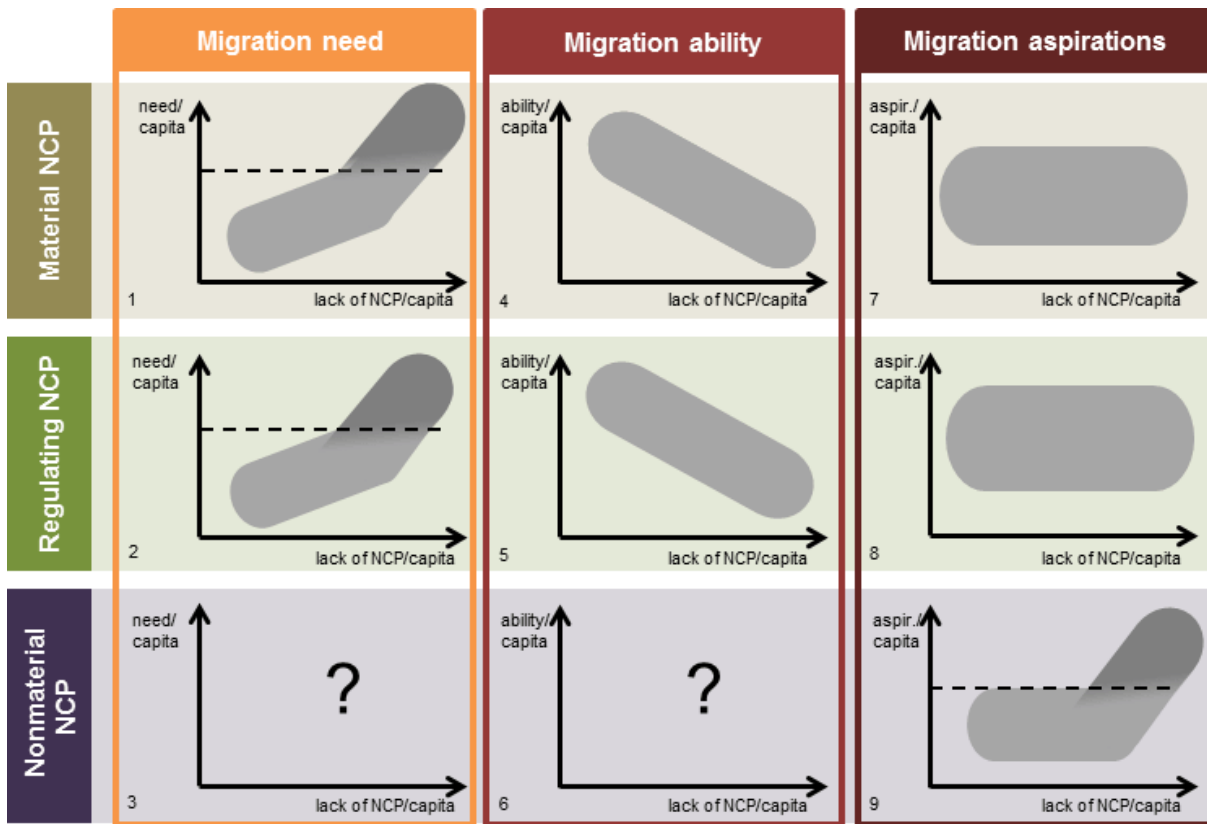 Migration need
Migration ability
Migration aspirations
Material NCP
need/
capita
lack of NCP/capita
1
ability/
capita
lack of NCP/capita
4
aspir./
capita
lack of NCP/capita
7
Regulating NCP
need/
capita
lack of NCP/capita
2
ability/
capita
lack of NCP/capita
5
aspir./
capita
lack of NCP/capita
8
Nonmaterial
NCP
need/
capita
?
lack of NCP/capita
3
ability/
capita
?
lack of NCP/capita
6
aspir./
capita
lack of NCP/capita
9